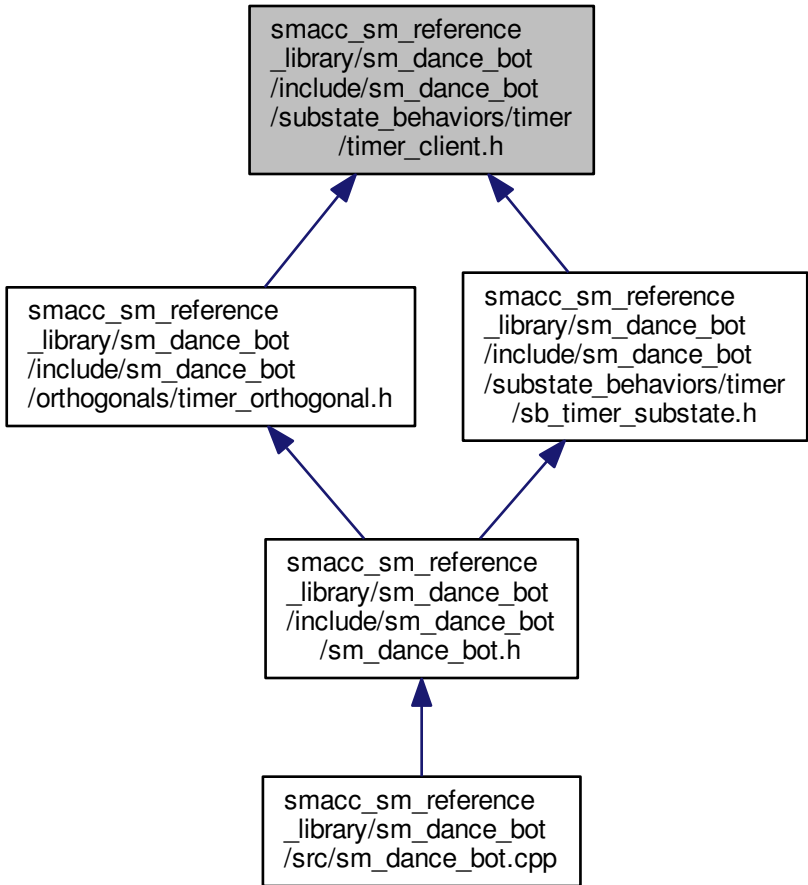 smacc_sm_reference
_library/sm_dance_bot
/include/sm_dance_bot
/substate_behaviors/timer
/timer_client.h
smacc_sm_reference
_library/sm_dance_bot
/include/sm_dance_bot
/orthogonals/timer_orthogonal.h
smacc_sm_reference
_library/sm_dance_bot
/include/sm_dance_bot
/substate_behaviors/timer
/sb_timer_substate.h
smacc_sm_reference
_library/sm_dance_bot
/include/sm_dance_bot
/sm_dance_bot.h
smacc_sm_reference
_library/sm_dance_bot
/src/sm_dance_bot.cpp